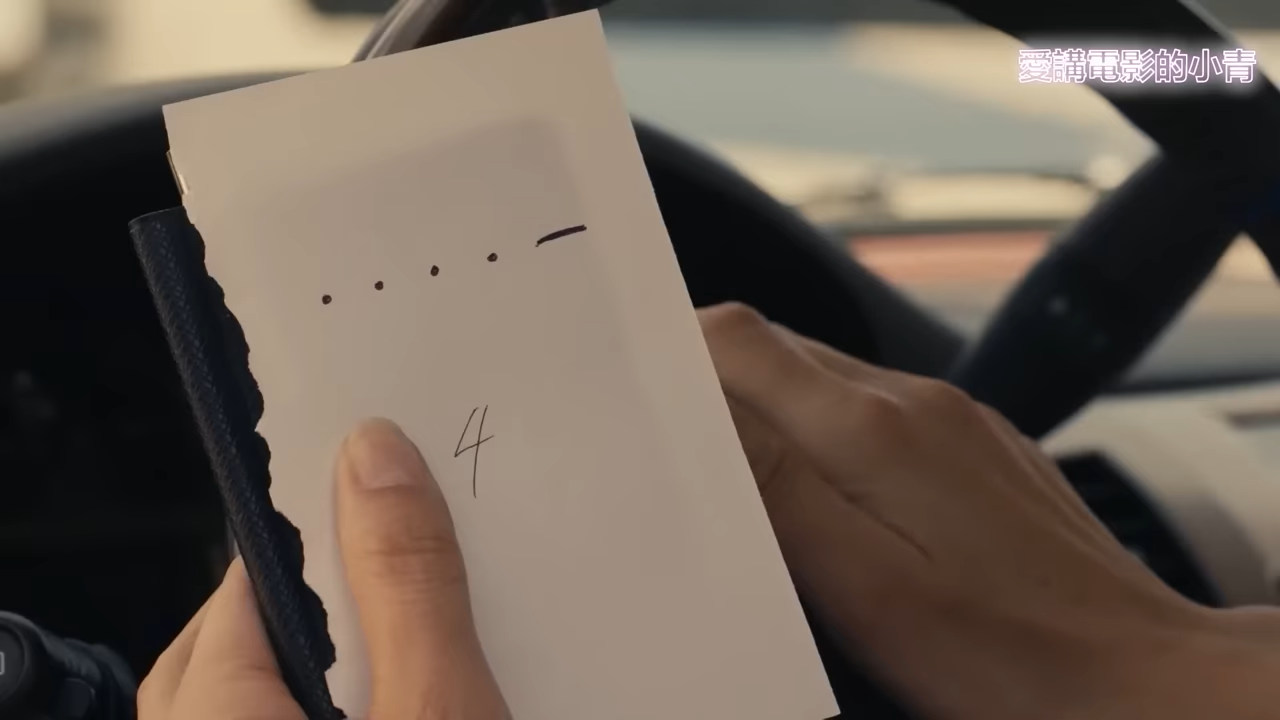 愛講電影的小青
. . . . —
4